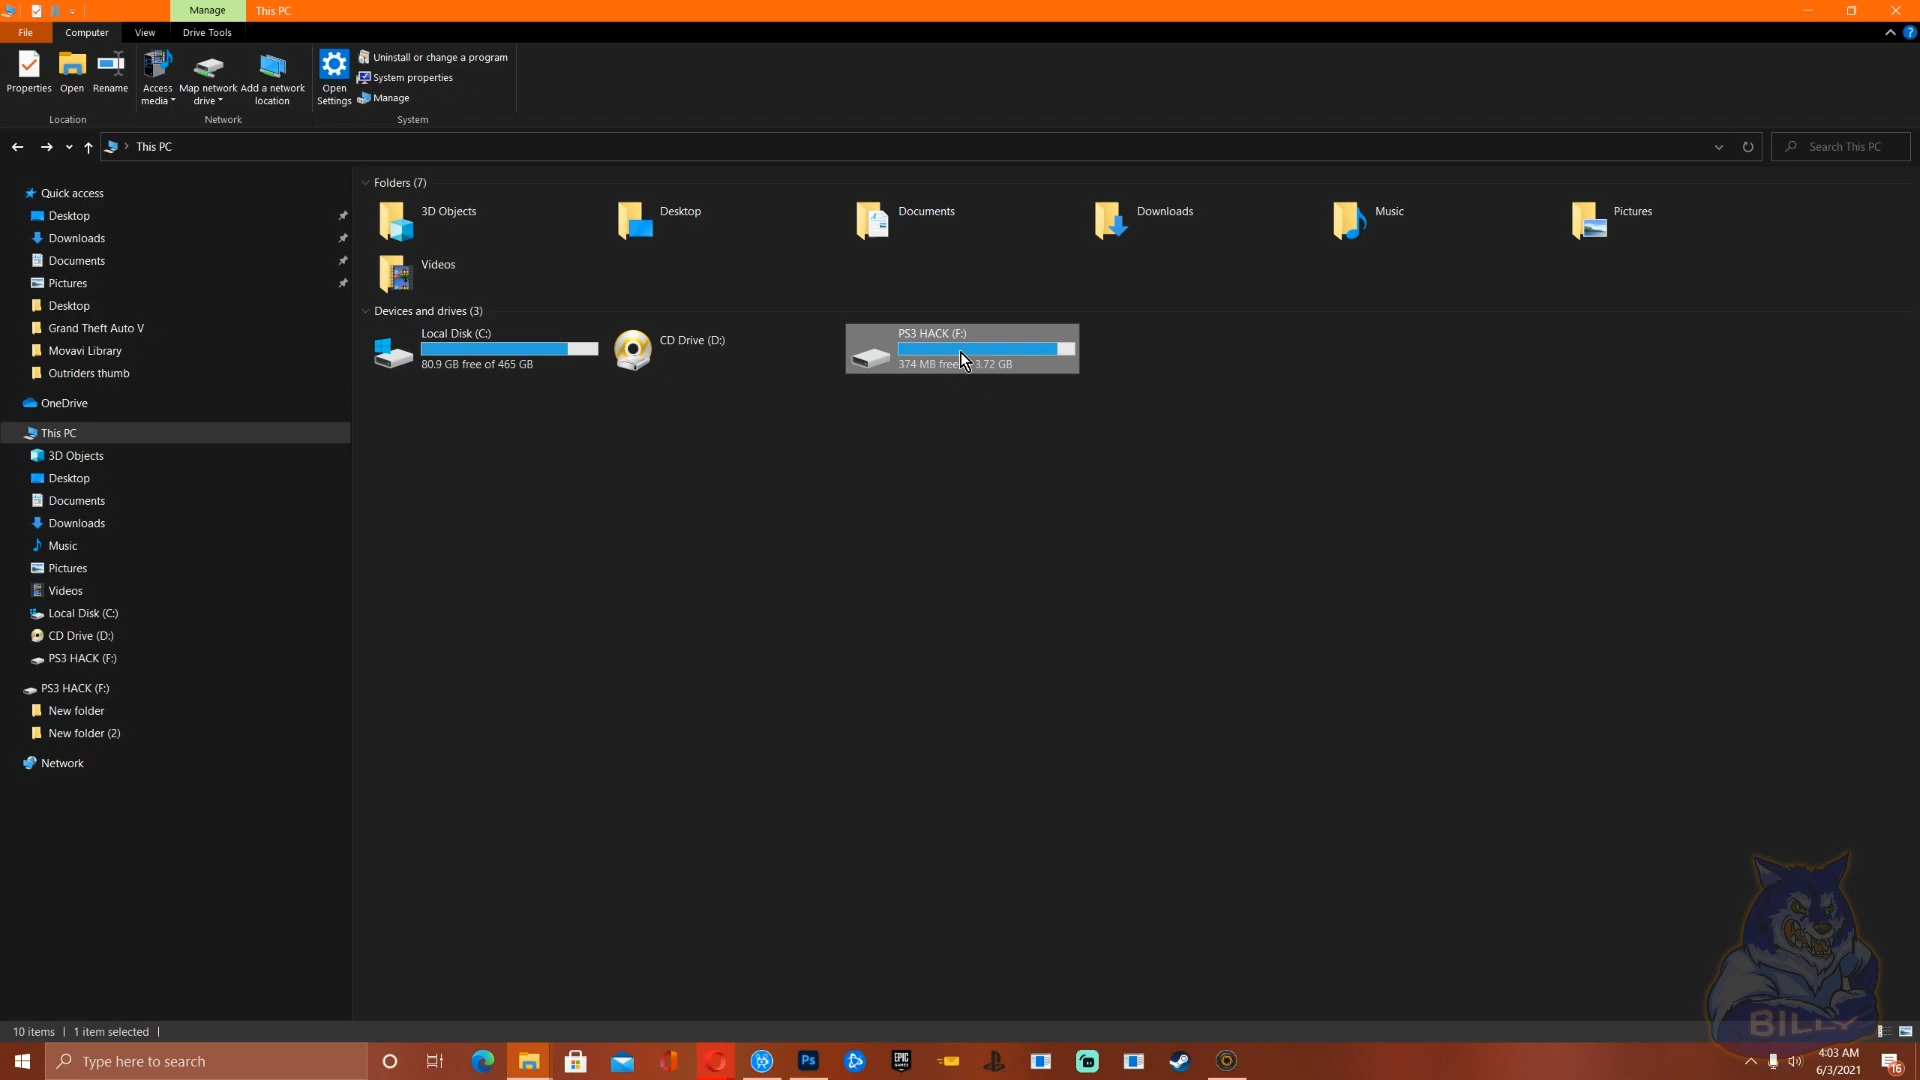 Manage This PC
File Computer View Drive Tools
Properties Open Rename Access media Map network drive Add a network location Open Settings Uninstall or change a program
System properties
Manage
Location Network System
This PC
Search This PC
Quick access
Desktop
Downloads
Documents
Pictures
Desktop
Grand Theft Auto V
Movavi Library
Outriders thumb
OneDrive
This PC
3D Objects
Desktop
Documents
Downloads
Music
Pictures
Videos
Local Disk (C:)
CD Drive (D:)
PS3 HACK (F:)
PS3 HACK (F:)
New folder
New folder (2)
Network
Folders (7)
3D Objects Desktop Documents Downloads Music Pictures
Videos
Devices and drives (3)
Local Disk (C:)
80.9 GB free of 465 GB
CD Drive (D:)
PS3 HACK (F:)
374 MB free 3.72 GB
BILLY
10 items 1 item selected
Type here to search
Ps
EPIC GAMES
4:03 AM
6/3/2021
16